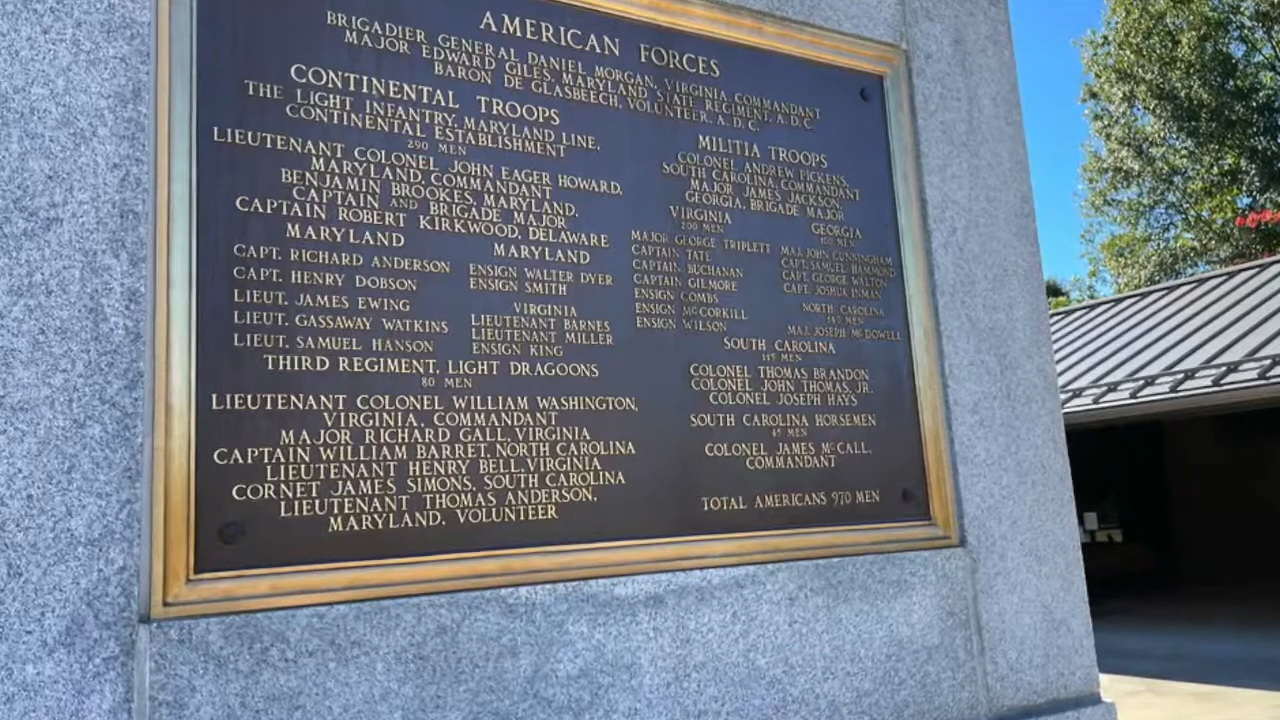 AMERICAN FORCES
BRIGADIER GENERAL DANIEL MORGAN, VIRGINIA, COMMANDANT
MAJOR EDWARD GILES, MARYLAND STATE REGIMENT, A.D.C.
BARON DE GLASBEECH, VOLUNTEER, A.D.C.
CONTINENTAL TROOPS
THE LIGHT INFANTRY, MARYLAND LINE,
CONTINENTAL ESTABLISHMENT
290 MEN
LIEUTENANT COLONEL JOHN EAGER HOWARD,
MARYLAND, COMMANDANT
BENJAMIN BROOKES, MARYLAND,
CAPTAIN AND BRIGADE MAJOR
CAPTAIN ROBERT KIRKWOOD, DELAWARE
MARYLAND
CAPT. RICHARD ANDERSON
CAPT. HENRY DOBSON
LIEUT. JAMES EWING
LIEUT. GASSAWAY WATKINS
LIEUT. SAMUEL HANSON
MARYLAND
ENSIGN WALTER DYER
ENSIGN SMITH
VIRGINIA
LIEUTENANT BARNES
LIEUTENANT MILLER
ENSIGN KING
THIRD REGIMENT, LIGHT DRAGOONS
80 MEN
LIEUTENANT COLONEL WILLIAM WASHINGTON,
VIRGINIA, COMMANDANT
MAJOR RICHARD CALL, VIRGINIA
CAPTAIN WILLIAM BARRET, NORTH CAROLINA
LIEUTENANT HENRY BELL, VIRGINIA
CORNET JAMES SIMONS, SOUTH CAROLINA
LIEUTENANT THOMAS ANDERSON,
MARYLAND, VOLUNTEER
MILITIA TROOPS
COLONEL ANDREW PICKENS,
SOUTH CAROLINA, COMMANDANT
MAJOR JAMES JACKSON,
GEORGIA, BRIGADE MAJOR
VIRGINIA
200 MEN
MAJOR GEORGE TRIPLETT
CAPTAIN TATE
CAPTAIN BUCHANAN
CAPTAIN GILMORE
ENSIGN COMBS
ENSIGN McCORKILL
ENSIGN WILSON
GEORGIA
100 MEN
MAJ. JOHN CUNNINGHAM
CAPT. SAMUEL HAMMOND
CAPT. GEORGE WALTON
CAPT. JOSHUA INMAN
NORTH CAROLINA
140 MEN
MAJ. JOSEPH McDOWELL
SOUTH CAROLINA
115 MEN
COLONEL THOMAS BRANDON
COLONEL JOHN THOMAS, JR.
COLONEL JOSEPH HAYS
SOUTH CAROLINA HORSEMEN
45 MEN
COLONEL JAMES McCALL,
COMMANDANT
TOTAL AMERICANS 970 MEN